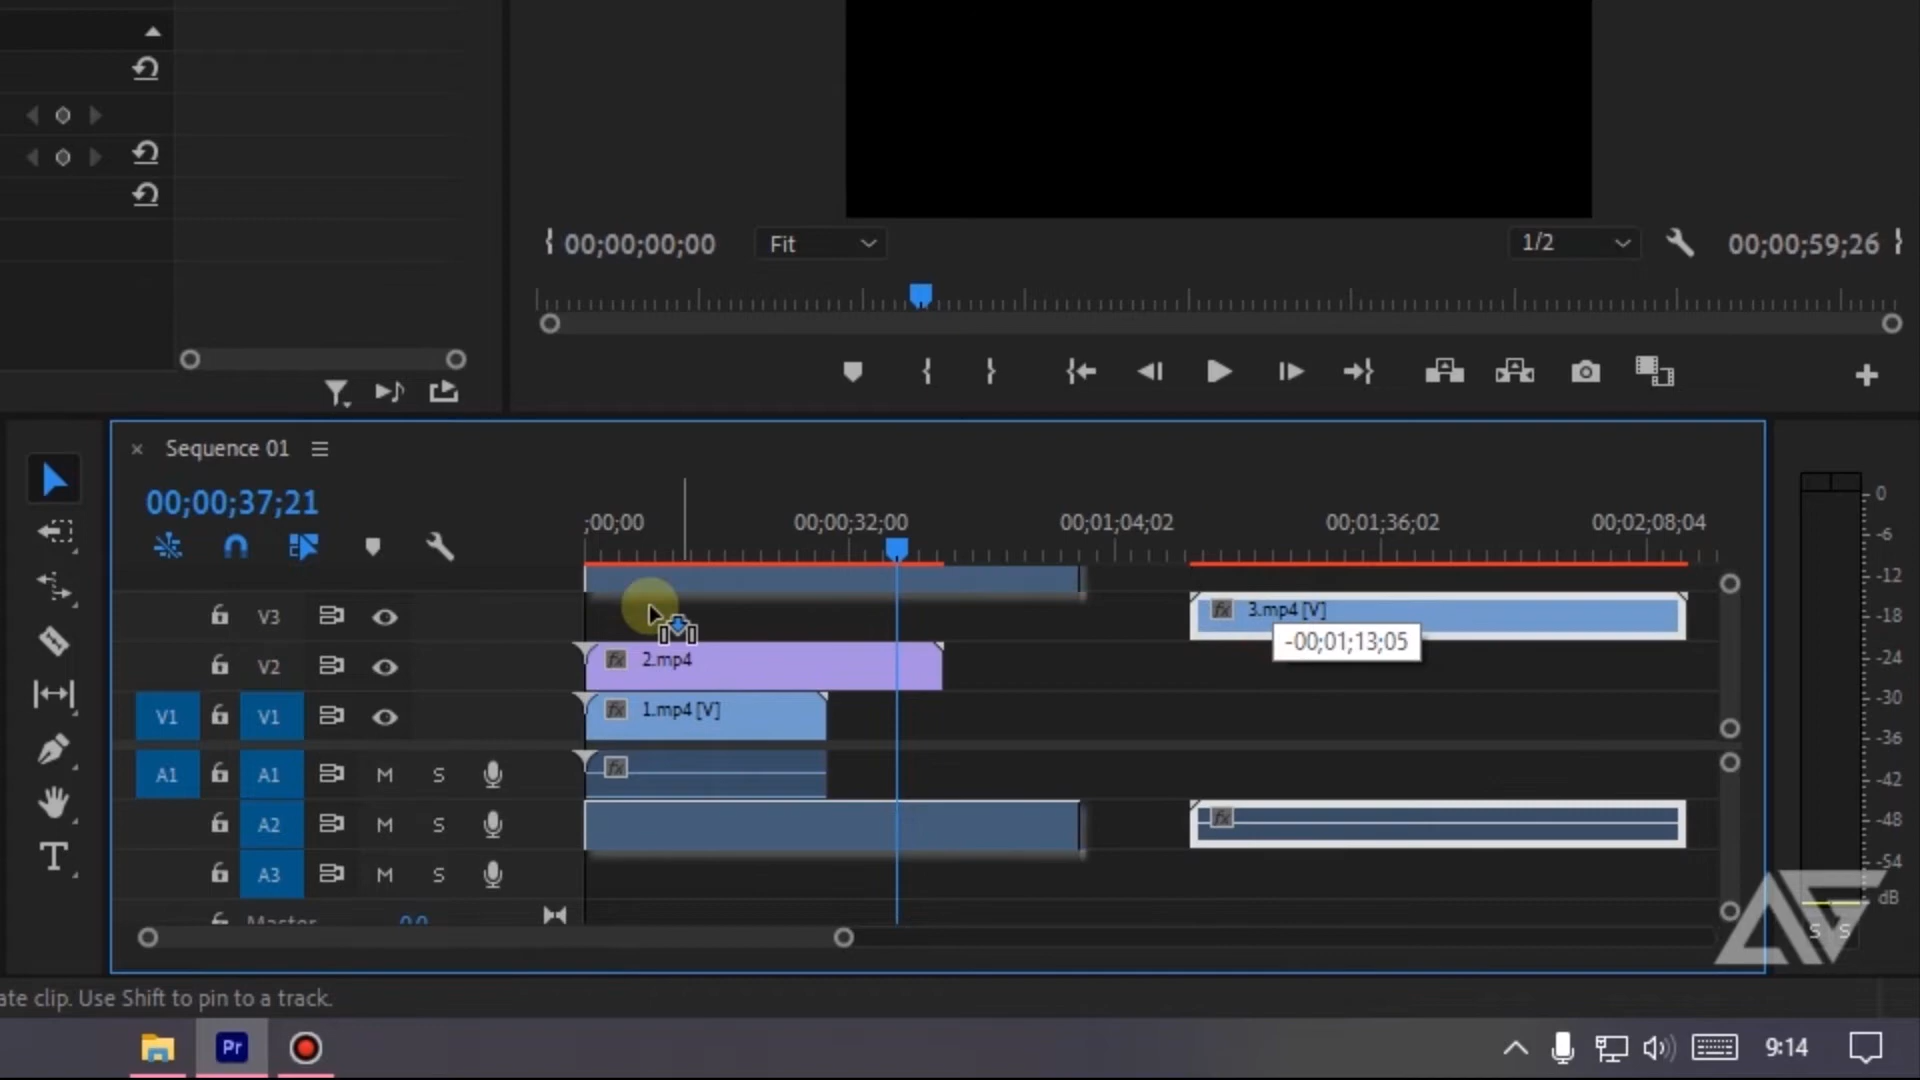 00;00;00;00 Fit 1/2 00;00;59;26
Sequence 01
00;00;37;21
;00;00 00;00;32;00 00;01;04;02 00;01;36;02 00;02;08;04
V3 3.mp4 [V]
-00;01;13;05
V2 2.mp4
V1 V1 1.mp4 [V]
A1 A1 M S
A2 M S
A3 M S
Master 0.0
0
-6
-12
-18
-24
-30
-36
-42
-48
-54
dB
S S
ate clip. Use Shift to pin to a track.
Pr 9:14